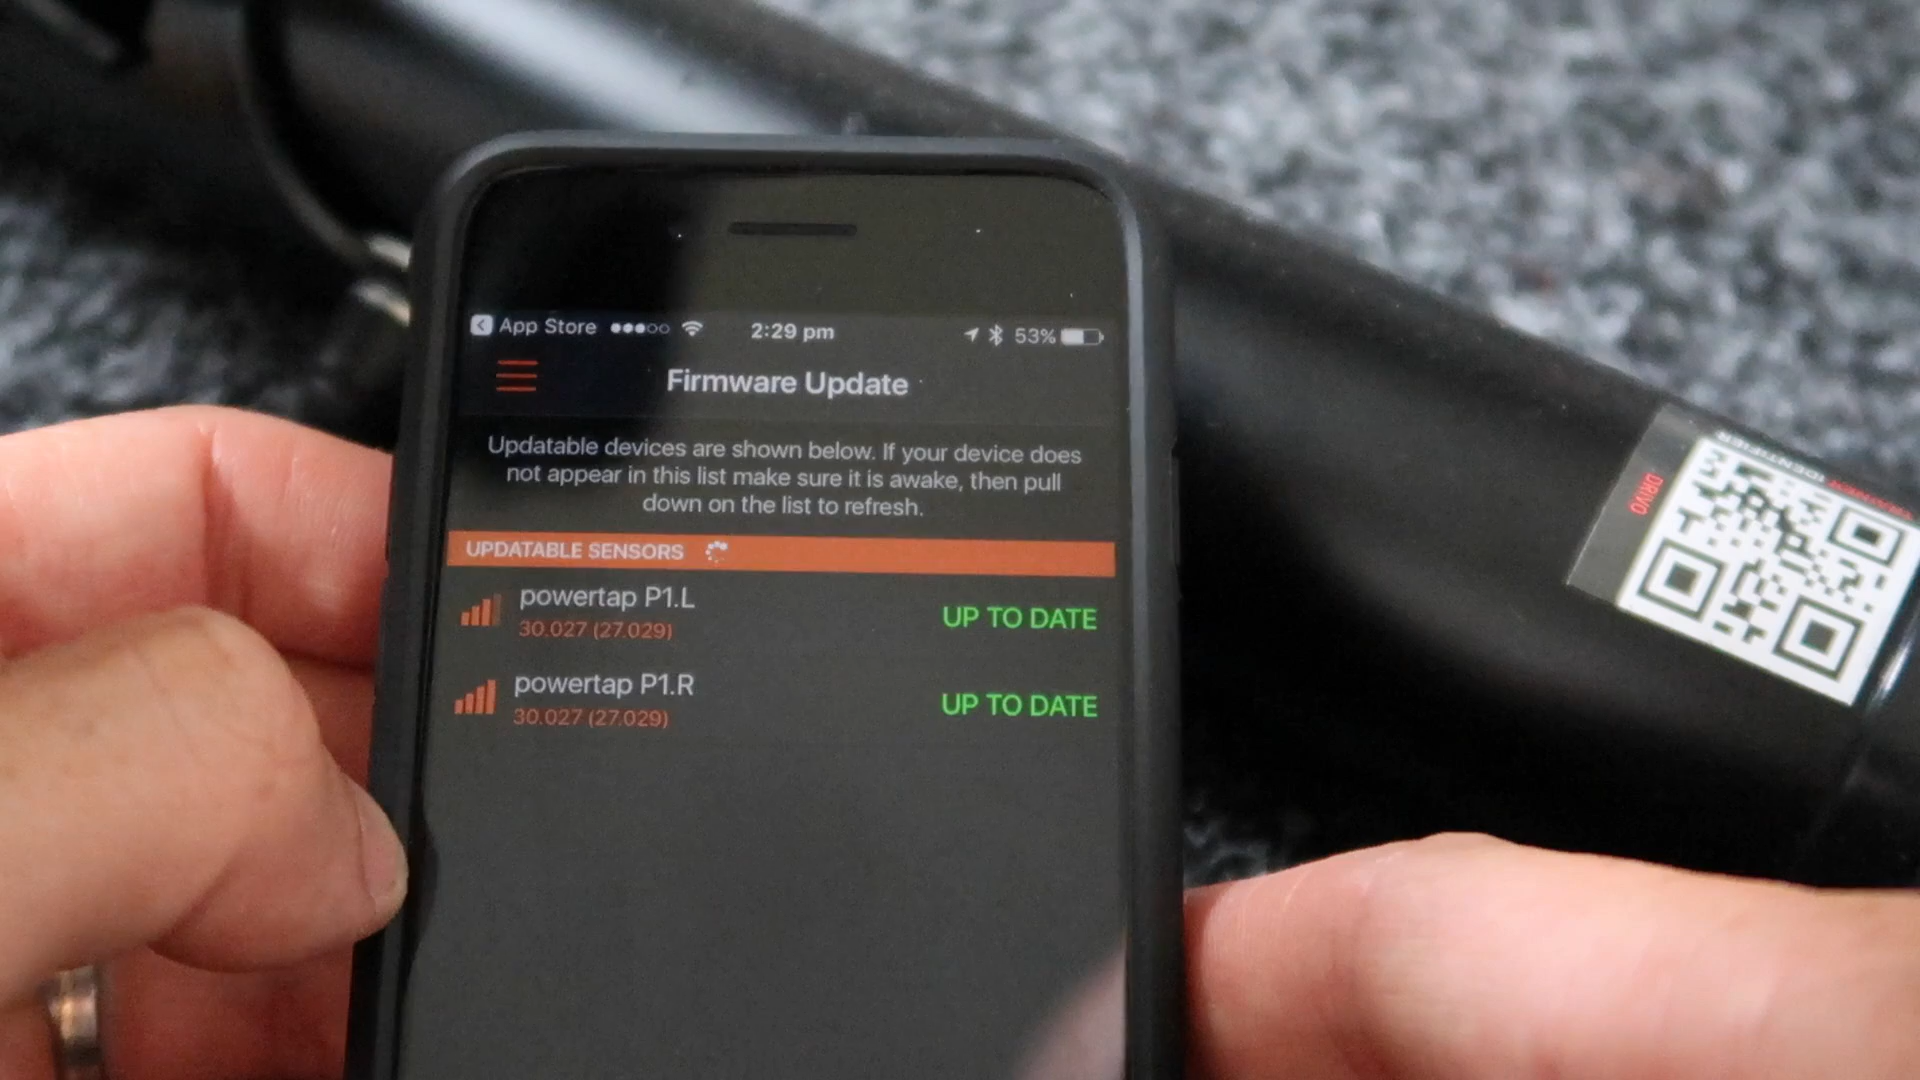 App Store
2:29 pm
53%
Firmware Update
Updatable devices are shown below. If your device does
not appear in this list make sure it is awake, then pull
down on the list to refresh.
UPDATABLE SENSORS
powertap P1.L
30.027 (27.029)
UP TO DATE
powertap P1.R
30.027 (27.029)
UP TO DATE
IDENTIFIER
DRIVO